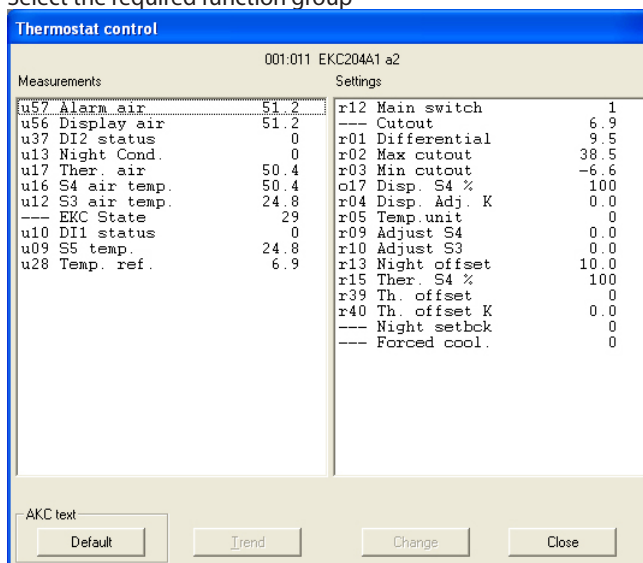 Select the required function group
Thermostat control
001:011 EKC204A1 a2
Measurements
u57 Alarm air 51.2
u56 Display air 51.2
u37 DI2 status 0
u13 Night Cond. 0
u17 Ther. air 50.4
u16 S4 air temp. 50.4
u12 S3 air temp. 24.8
--- EKC State 29
u10 DI1 status 0
u09 S5 temp. 24.8
u28 Temp. ref. 6.9
Settings
r12 Main switch 1
--- Cutout 6.9
r01 Differential 9.5
r02 Max cutout 38.5
r03 Min cutout -6.6
o17 Disp. S4 % 100
r04 Disp. Adj. K 0.0
r05 Temp.unit 0
r09 Adjust S4 0.0
r10 Adjust S3 0.0
r13 Night offset 10.0
r15 Ther. S4 % 100
r39 Th. offset 0
r40 Th. offset K 0.0
--- Night setbck 0
--- Forced cool. 0
AKC text
Default
Trend
Change
Close